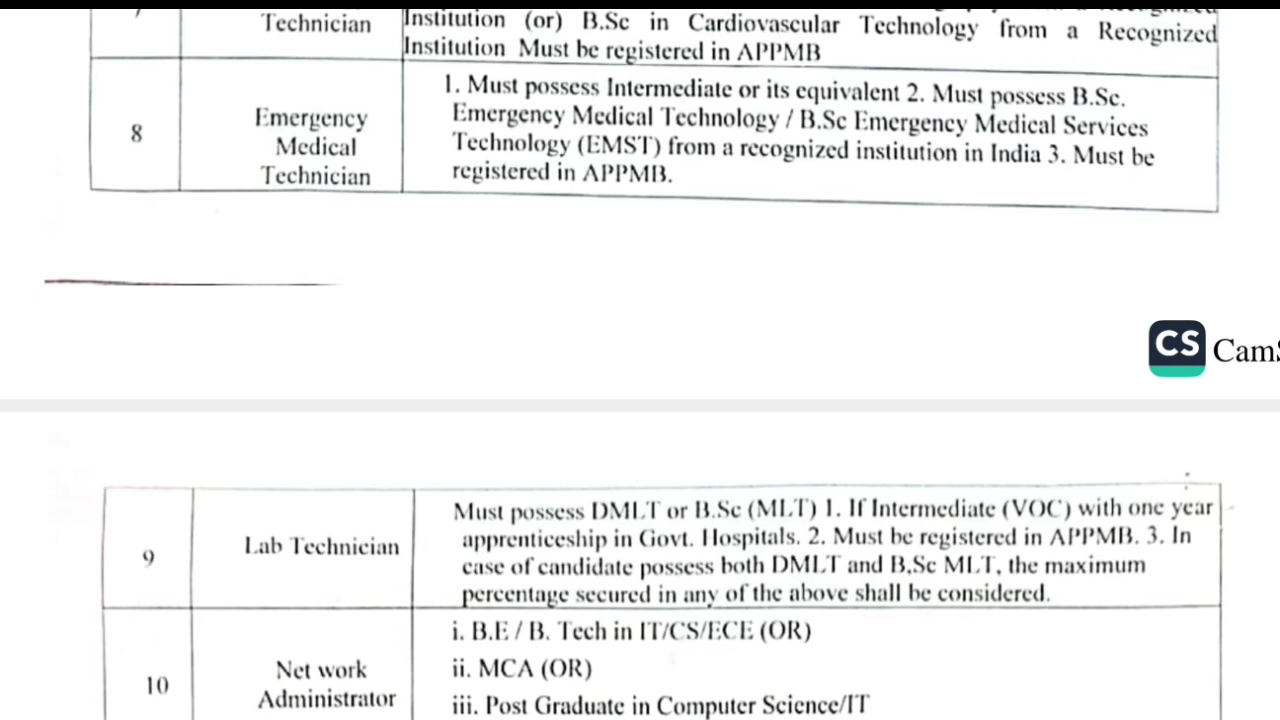 7
Technician
Institution (or) B.Sc in Cardiovascular Technology from a Recognized
Institution Must be registered in APPMB
8
Emergency
Medical
Technician
1. Must possess Intermediate or its equivalent 2. Must possess B.Sc.
Emergency Medical Technology / B.Sc Emergency Medical Services
Technology (EMST) from a recognized institution in India 3. Must be
registered in APPMB.
CS CamS
9
Lab Technician
Must possess DMLT or B.Sc (MLT) 1. If Intermediate (VOC) with one year
apprenticeship in Govt. Hospitals. 2. Must be registered in APPMB. 3. In
case of candidate possess both DMLT and B.Sc MLT, the maximum
percentage secured in any of the above shall be considered.
10
Net work
Administrator
i. B.E / B. Tech in IT/CS/ECE (OR)
ii. MCA (OR)
iii. Post Graduate in Computer Science/IT